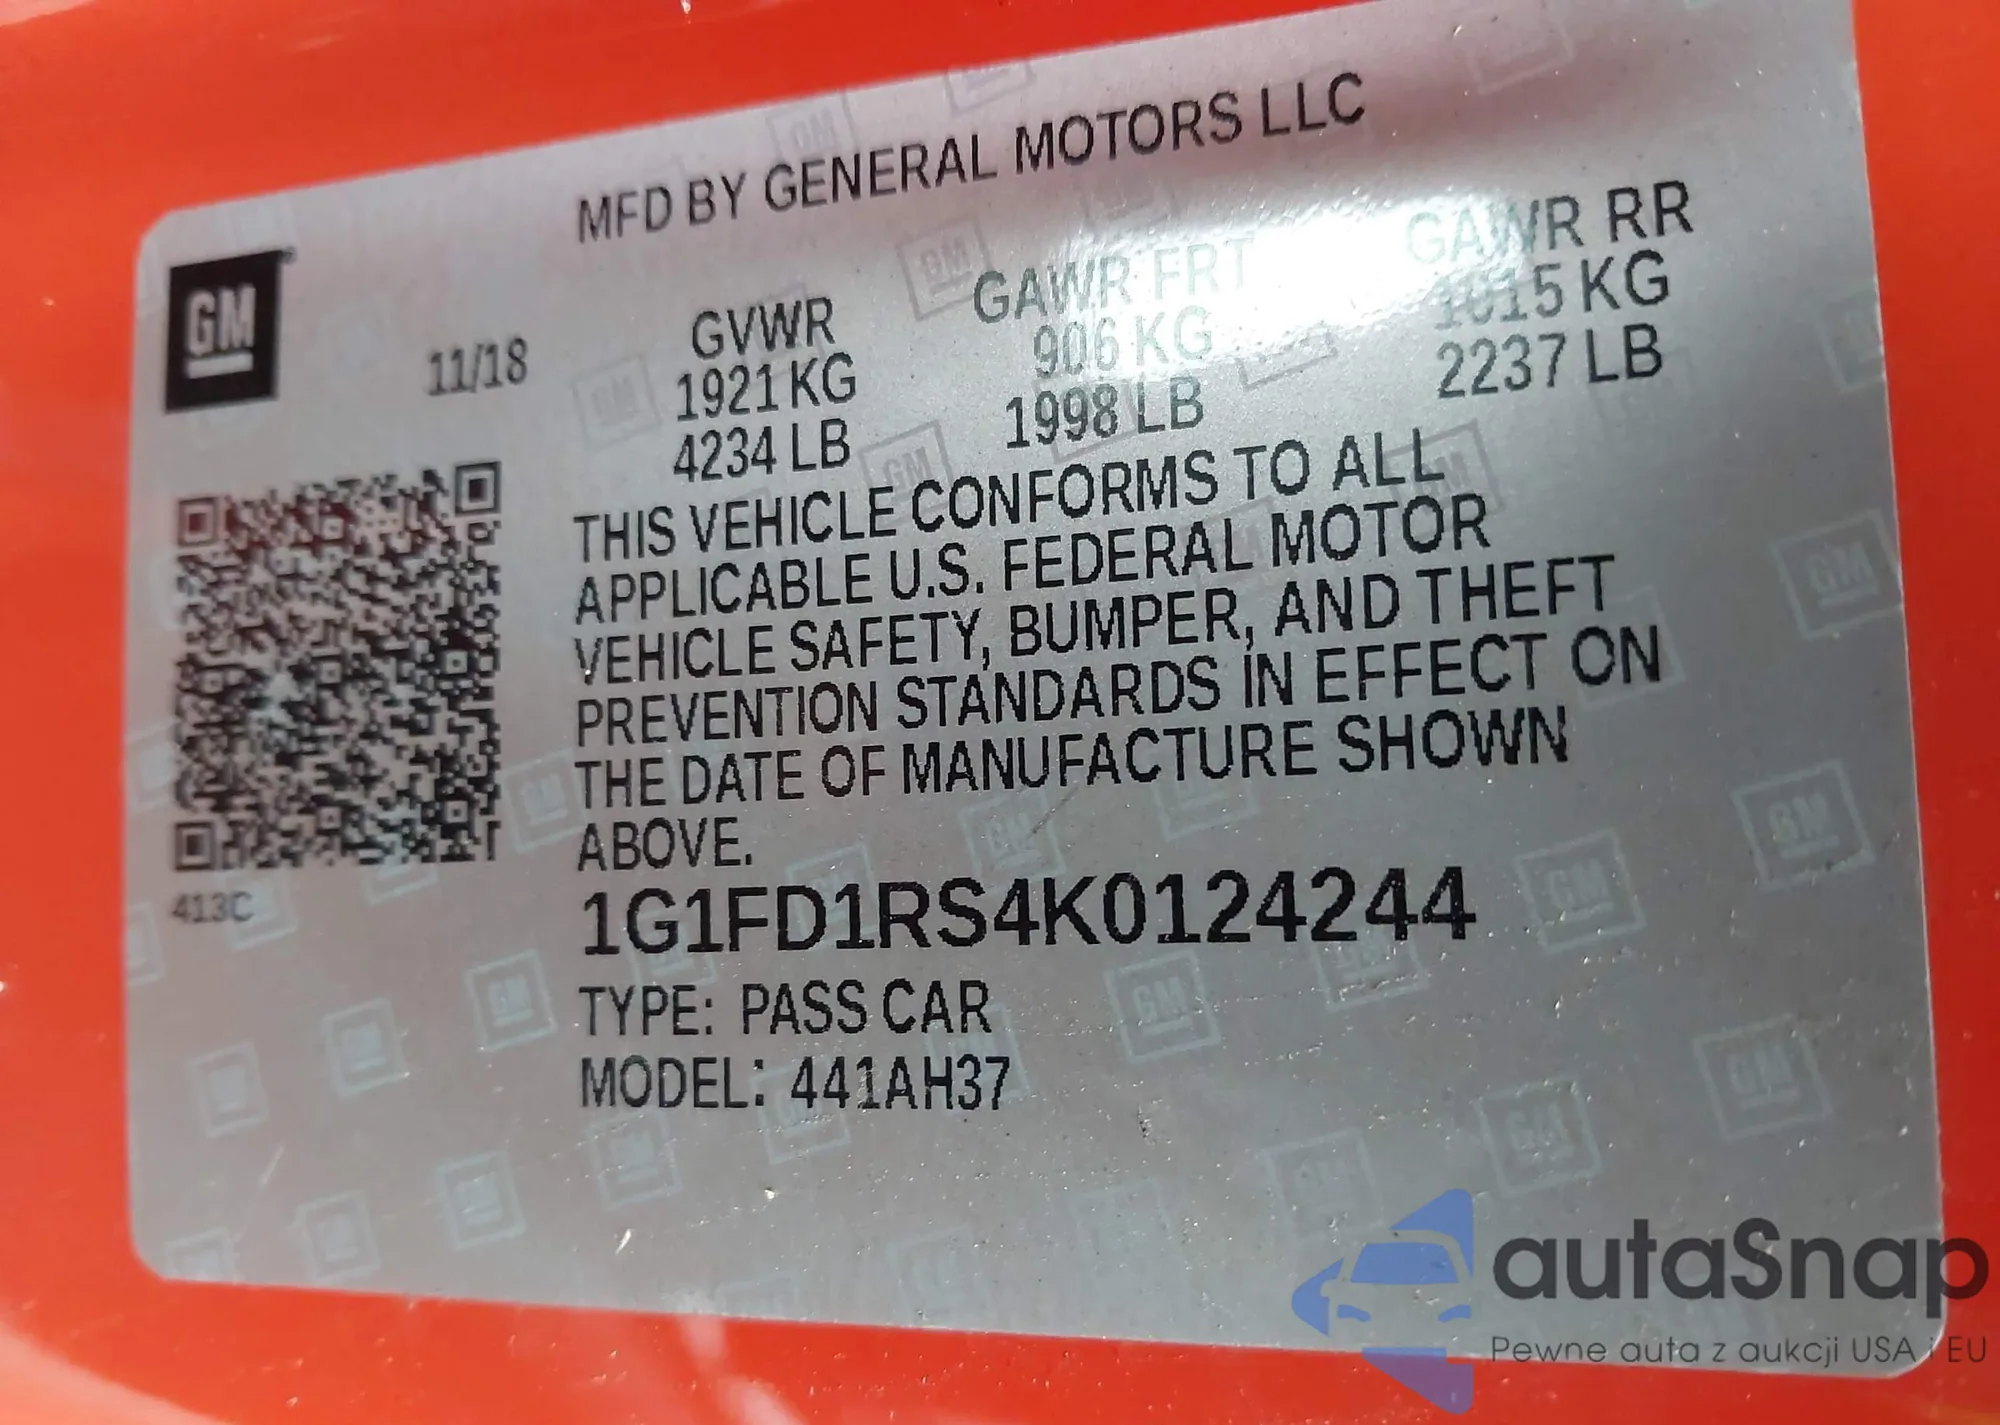 MFD BY GENERAL MOTORS LLC
GM
11/18
GVWR GAWR FRT GAWR RR
1921 KG 906 KG 1015 KG
4234 LB 1998 LB 2237 LB
THIS VEHICLE CONFORMS TO ALL
APPLICABLE U.S. FEDERAL MOTOR
VEHICLE SAFETY, BUMPER, AND THEFT
PREVENTION STANDARDS IN EFFECT ON
THE DATE OF MANUFACTURE SHOWN
ABOVE.
413C
1G1FD1RS4K0124244
TYPE: PASS CAR
MODEL: 441AH37
autaSnap
Pewne auta z aukcji USA i EU